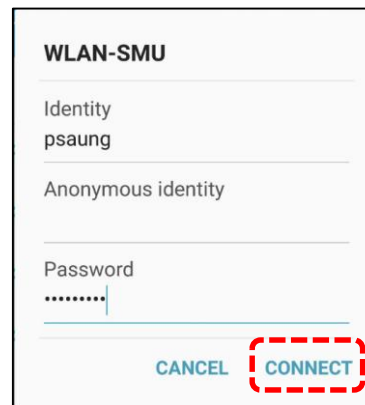 WLAN-SMU
Identity
psaung
Anonymous identity
Password
•••••••••
CANCEL CONNECT